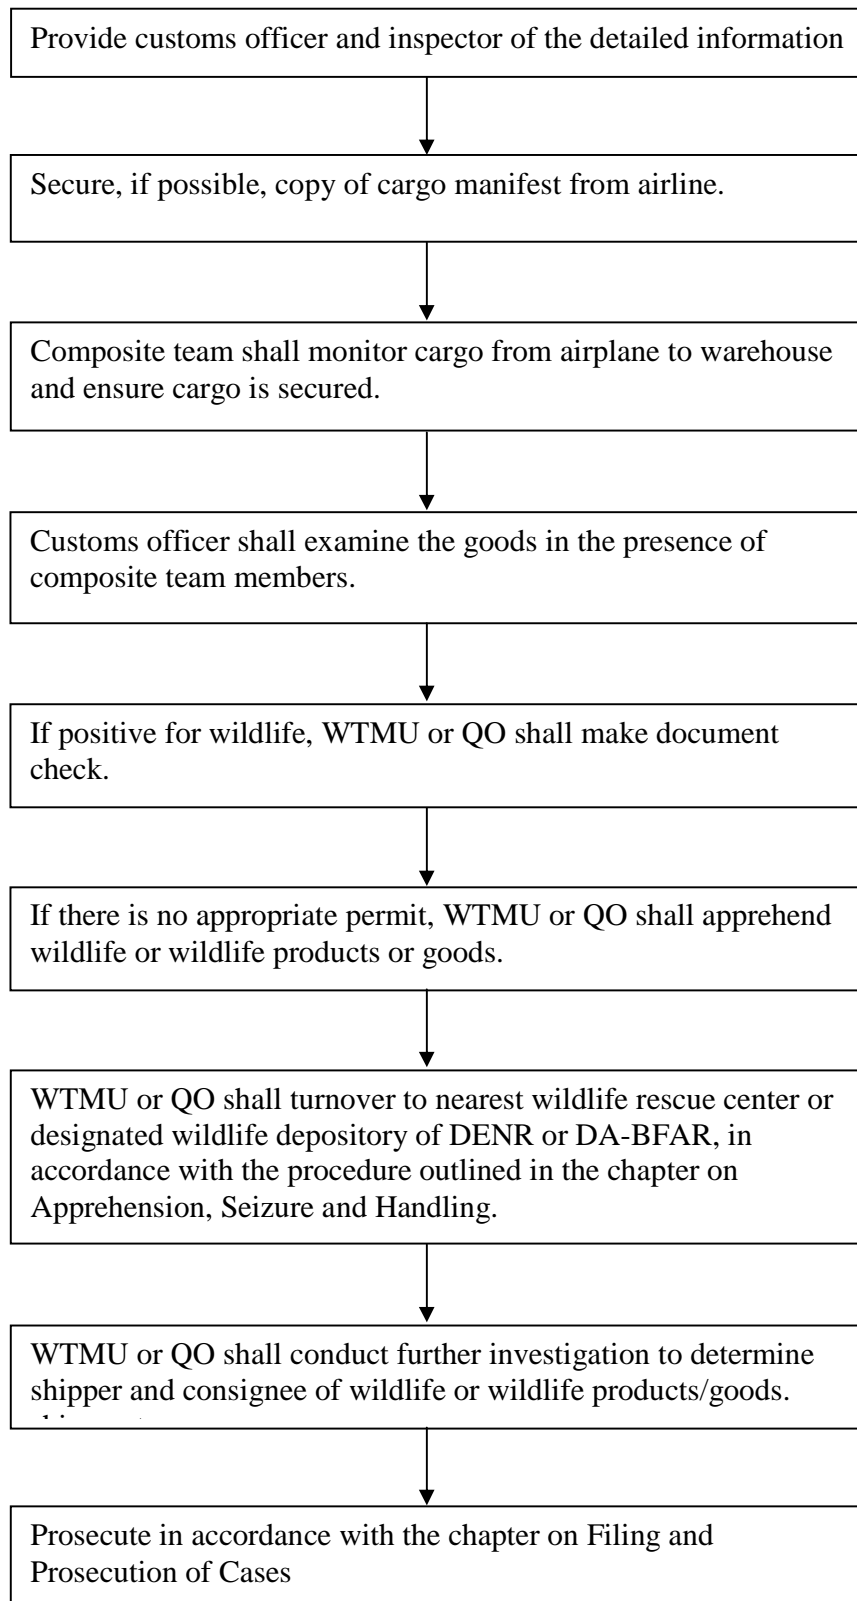 Provide customs officer and inspector of the detailed information
Secure, if possible, copy of cargo manifest from airline.
Composite team shall monitor cargo from airplane to warehouse
and ensure cargo is secured.
Customs officer shall examine the goods in the presence of
composite team members.
If positive for wildlife, WTMU or QO shall make document
check.
If there is no appropriate permit, WTMU or QO shall apprehend
wildlife or wildlife products or goods.
WTMU or QO shall turnover to nearest wildlife rescue center or
designated wildlife depository of DENR or DA-BFAR, in
accordance with the procedure outlined in the chapter on
Apprehension, Seizure and Handling.
WTMU or QO shall conduct further investigation to determine
shipper and consignee of wildlife or wildlife products/goods.
Prosecute in accordance with the chapter on Filing and
Prosecution of Cases